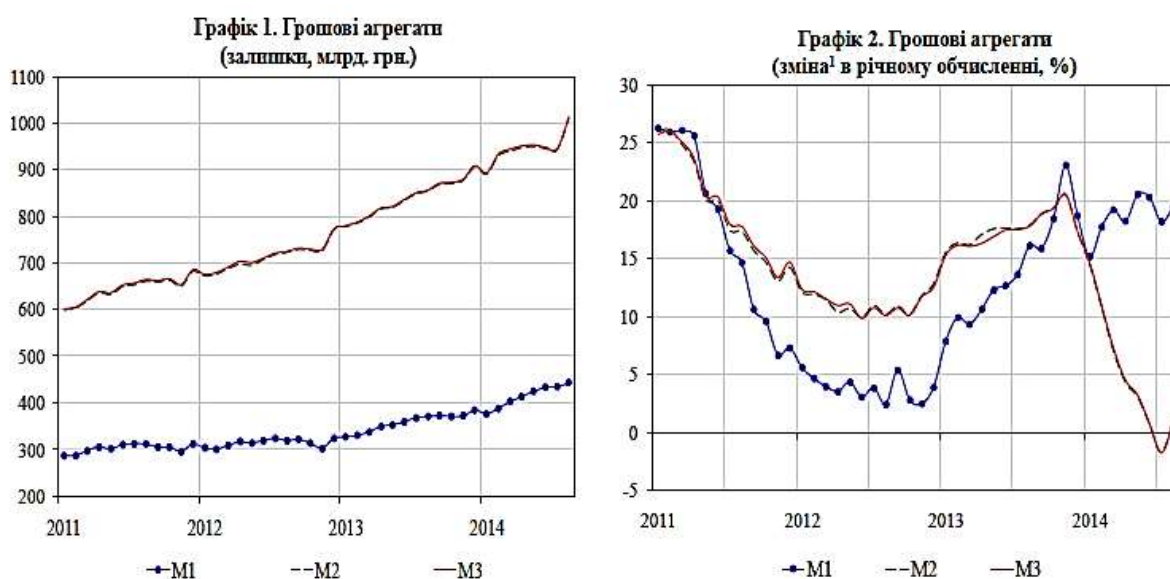 Графік 1. Грошові агрегати
(залишки, млрд. грн.)
1100
1000
900
800
700
600
500
400
300
200
2011 2012 2013 2014
M1 M2 M3
Графік 2. Грошові агрегати
(зміна¹ в річному обчисленні, %)
30
25
20
15
10
5
0
-5
2011 2012 2013 2014
M1 M2 M3